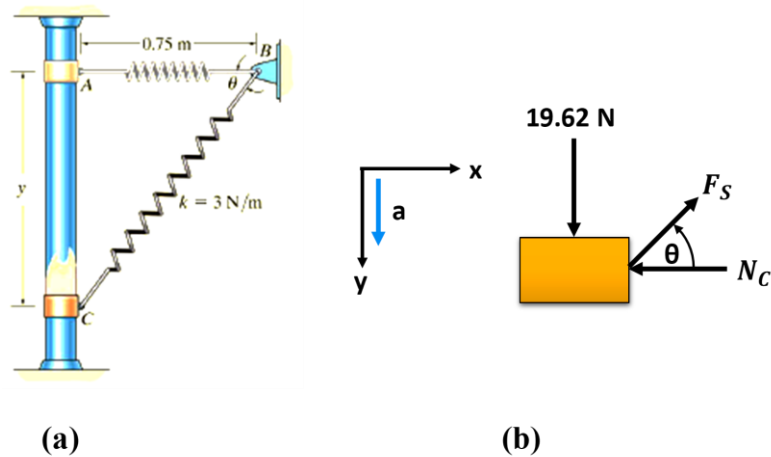 0.75 m
B
A
θ
y
k = 3 N/m
C
19.62 N
x
a
y
F_S
θ
N_C
(a)
(b)